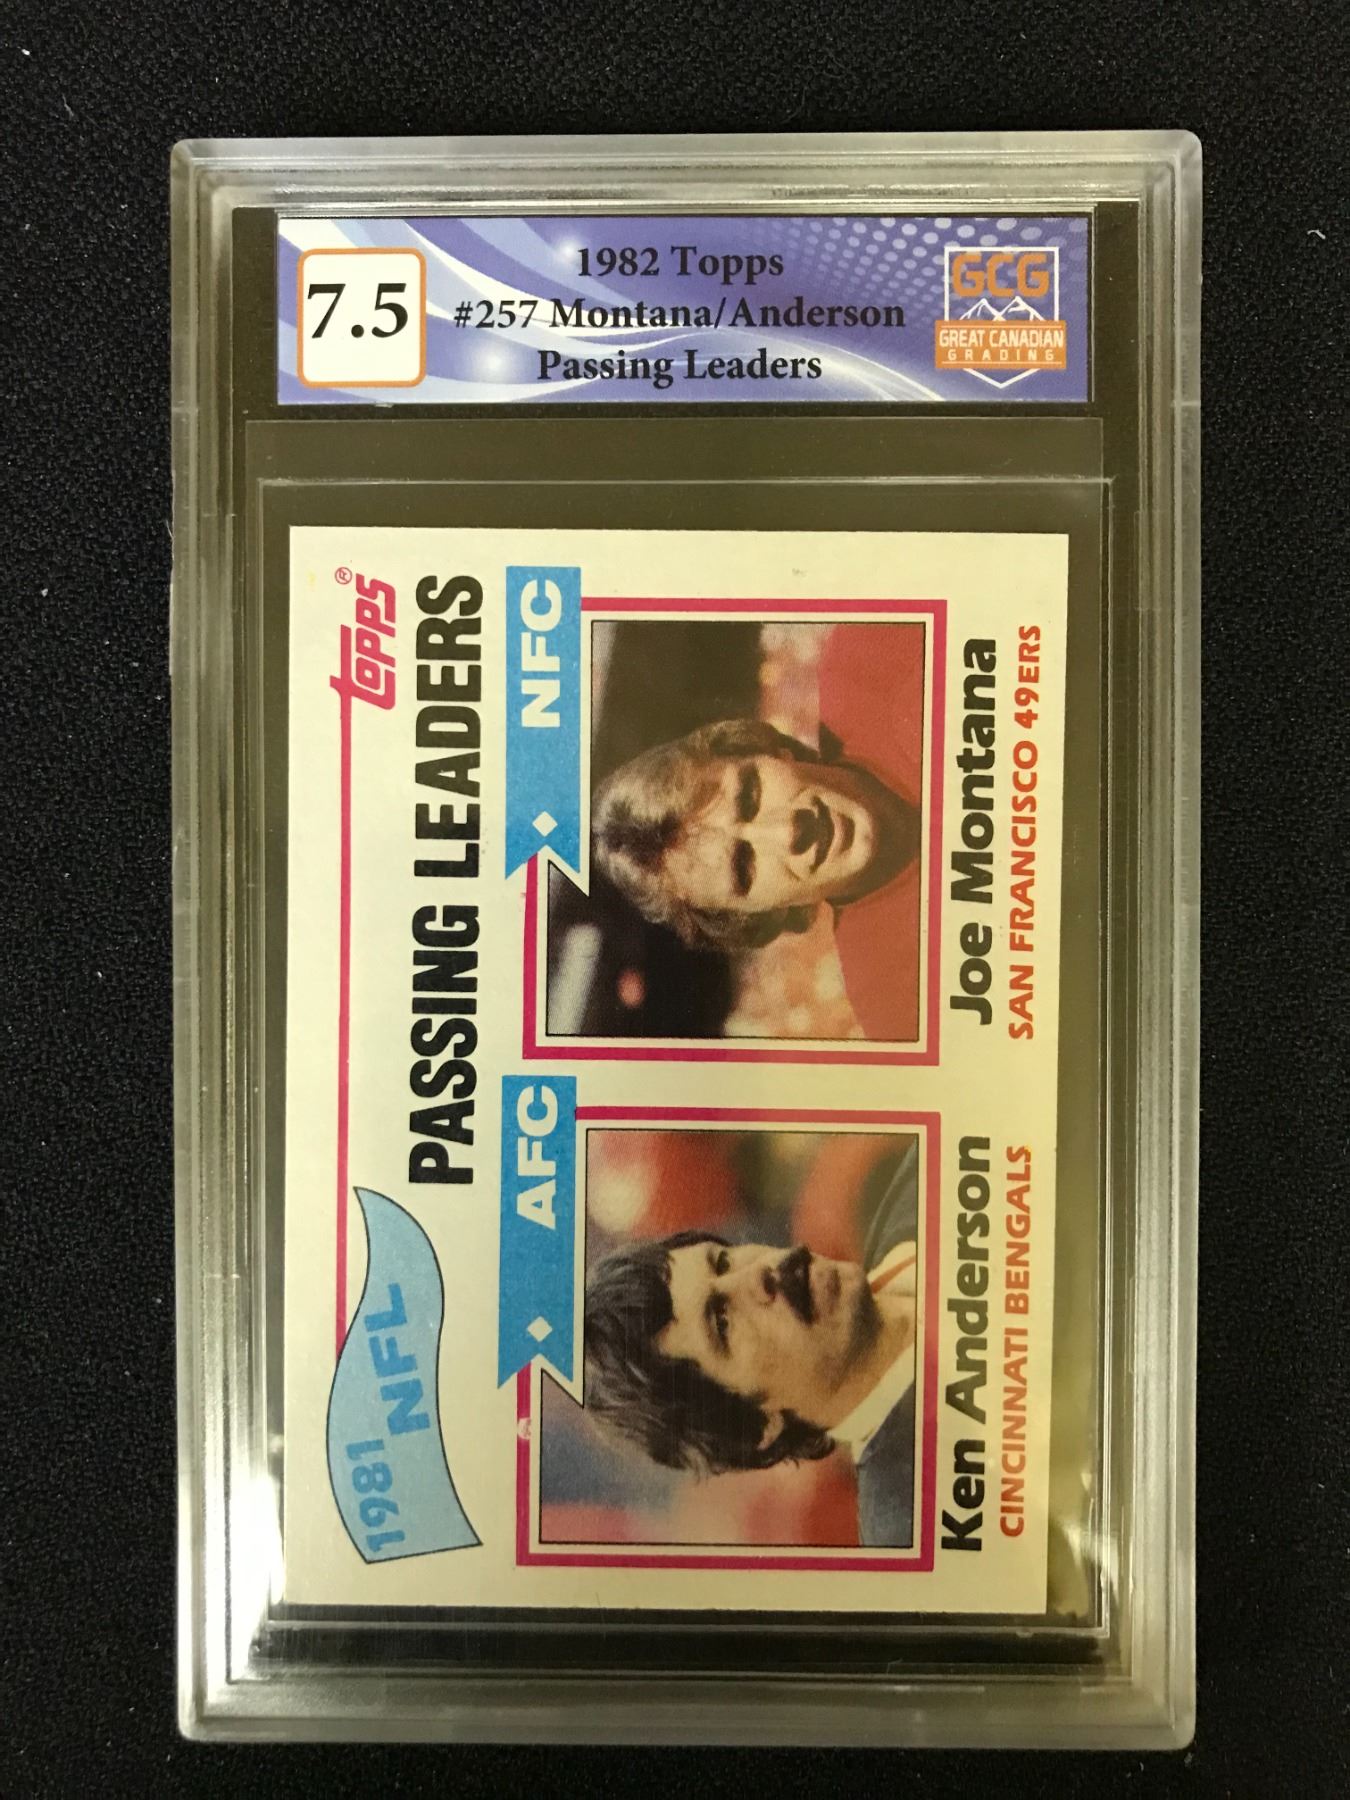 7.5
1982 Topps
#257 Montana/Anderson
Passing Leaders
GCG
GREAT CANADIAN
GRADING
topps®
1981 NFL
PASSING LEADERS
AFC
NFC
Ken Anderson
CINCINNATI BENGALS
Joe Montana
SAN FRANCISCO 49ERS